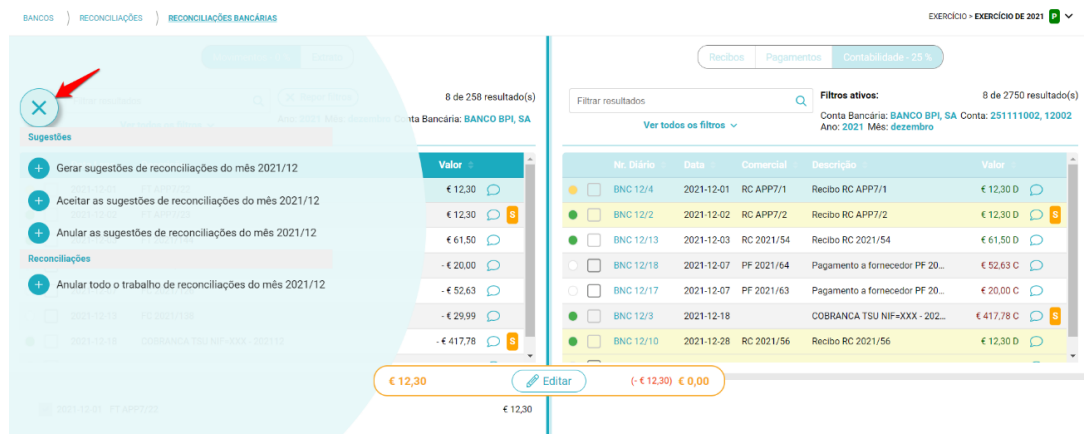 BANCOS ) RECONCILIAÇÕES ) RECONCILIAÇÕES BANCÁRIAS
EXERCÍCIO > EXERCÍCIO DE 2021 P
Sugestões
+ Gerar sugestões de reconciliações do mês 2021/12
+ Aceitar as sugestões de reconciliações do mês 2021/12
+ Anular as sugestões de reconciliações do mês 2021/12
Reconciliações
+ Anular todo o trabalho de reconciliações do mês 2021/12
8 de 258 resultado(s)
nta Bancária: BANCO BPI, SA
Valor
€ 12,30
€ 12,30 S
€ 61,50
- € 20,00
- € 52,63
- € 29,99
- € 417,78 S
2021-12-18 COBRANCA TSU NIF=XXX - 202112
2021-12-01 FT APP7/23
€ 12,30
Recibos Pagamentos Contabilidade - 25 %
Filtrar resultados
Ver todos os filtros
Filtros ativos:
8 de 2750 resultado(s)
Conta Bancária: BANCO BPI, SA Conta: 251111002, 12002
Ano: 2021 Mês: dezembro
Nr. Diário Data Comercial Descrição Valor
BNC 12/4 2021-12-01 RC APP7/1 Recibo RC APP7/1 € 12,30 D
BNC 12/2 2021-12-02 RC APP7/2 Recibo RC APP7/2 € 12,30 D S
BNC 12/13 2021-12-03 RC 2021/54 Recibo RC 2021/54 € 61,50 D
BNC 12/18 2021-12-07 PF 2021/64 Pagamento a fornecedor PF 20... € 52,63 C
BNC 12/17 2021-12-07 PF 2021/63 Pagamento a fornecedor PF 20... € 20,00 C
BNC 12/3 2021-12-18 COBRANCA TSU NIF=XXX - 202... € 417,78 C S
BNC 12/10 2021-12-28 RC 2021/56 Recibo RC 2021/56 € 12,30 D
€ 12,30 Editar (- € 12,30) € 0,00